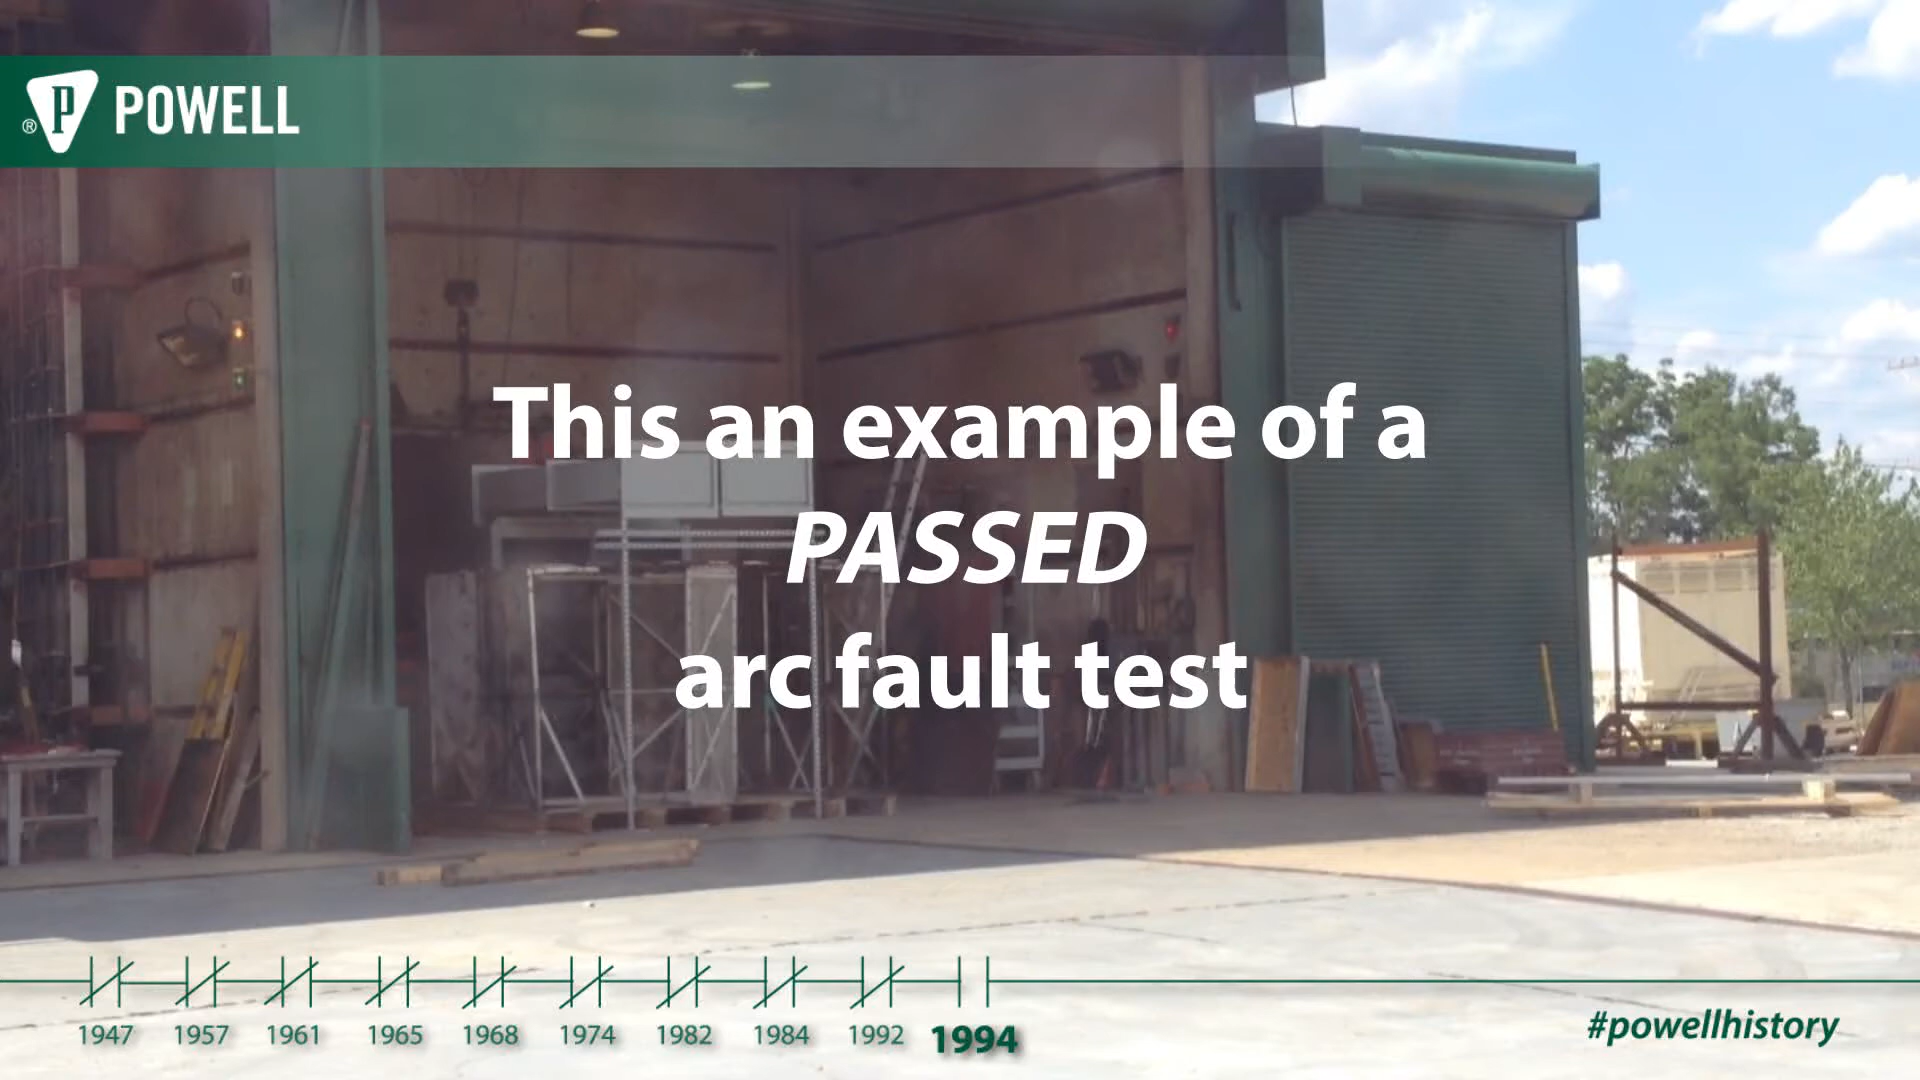 ® P POWELL
This an example of a
PASSED
arc fault test
1947 1957 1961 1965 1968 1974 1982 1984 1992 1994
#powellhistory